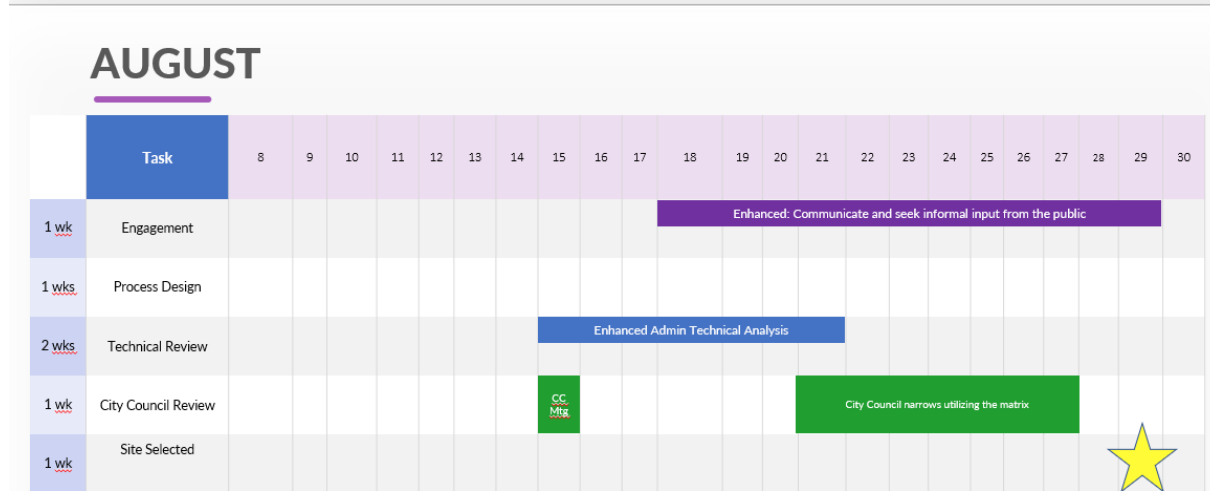 AUGUST
Task 8 9 10 11 12 13 14 15 16 17 18 19 20 21 22 23 24 25 26 27 28 29 30
1 wk Engagement Enhanced: Communicate and seek informal input from the public
1 wks Process Design
2 wks Technical Review Enhanced Admin Technical Analysis
1 wk City Council Review CC Mtg City Council narrows utilizing the matrix
1 wk Site Selected